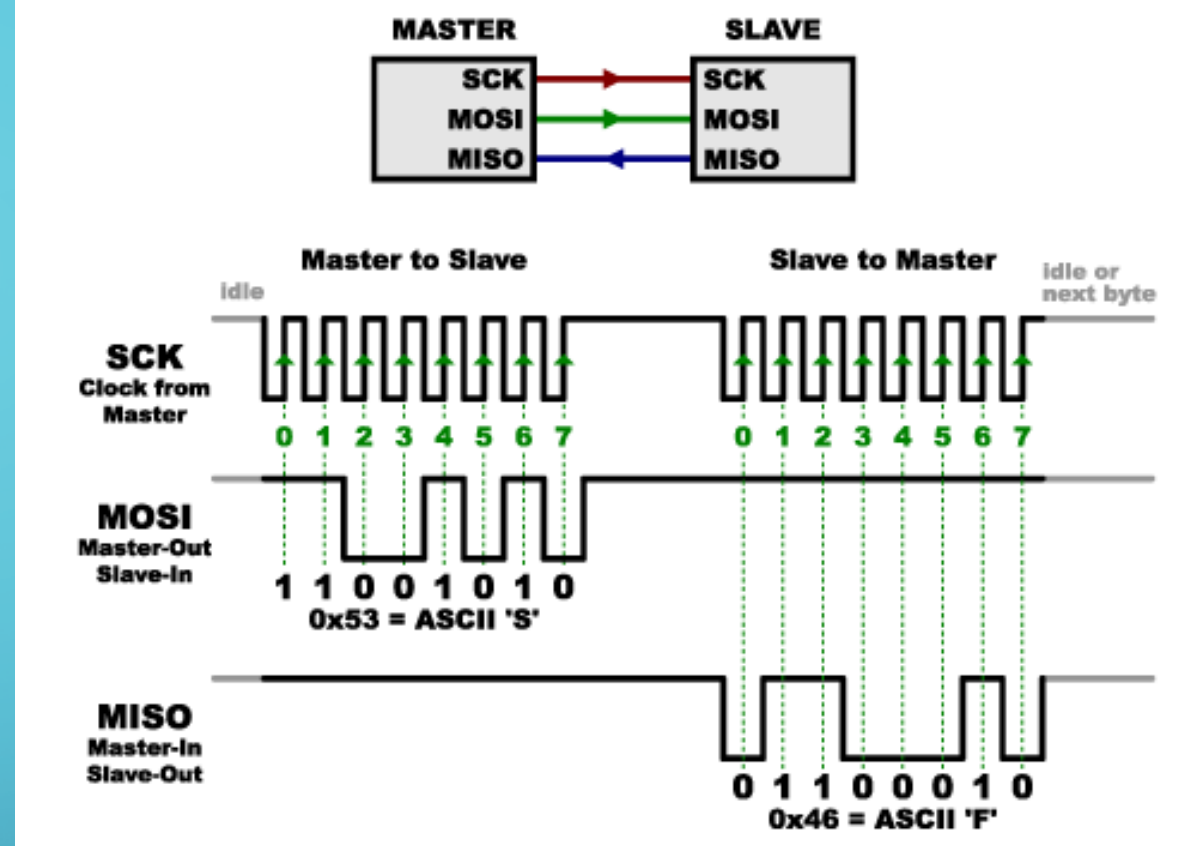 MASTER SLAVE
SCK SCK
MOSI MOSI
MISO MISO
Master to Slave Slave to Master
idle idle or
next byte
SCK
Clock from
Master
0 1 2 3 4 5 6 7 0 1 2 3 4 5 6 7
MOSI
Master-Out
Slave-In
1 1 0 0 1 0 1 0
0x53 = ASCII 'S'
MISO
Master-In
Slave-Out
0 1 1 0 0 0 1 0
0x46 = ASCII 'F'